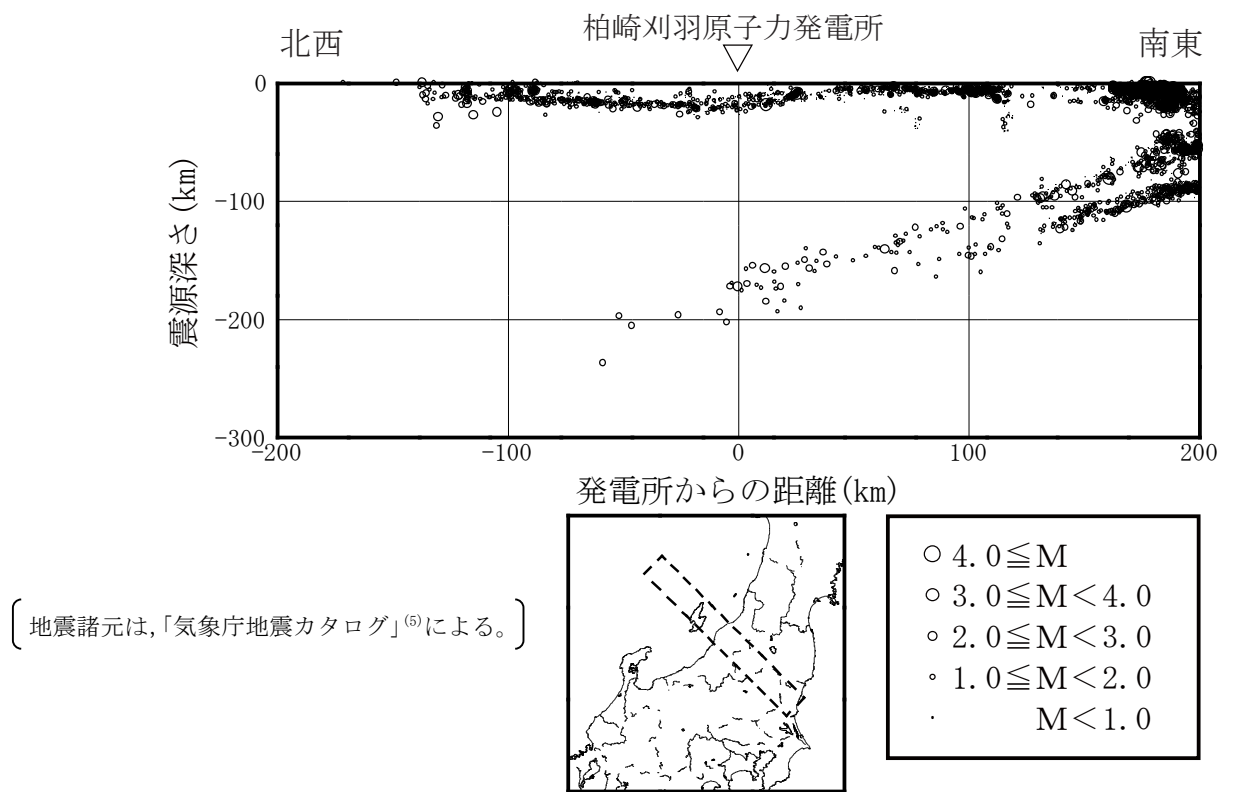 柏崎刈羽原子力発電所
北西
南東
0
-100
-200
-300
震源深さ(km)
-200
-100
0
100
200
発電所からの距離(km)
地震諸元は,「気象庁地震カタログ」(5)による。
4.0≦M
3.0≦M<4.0
2.0≦M<3.0
1.0≦M<2.0
M<1.0